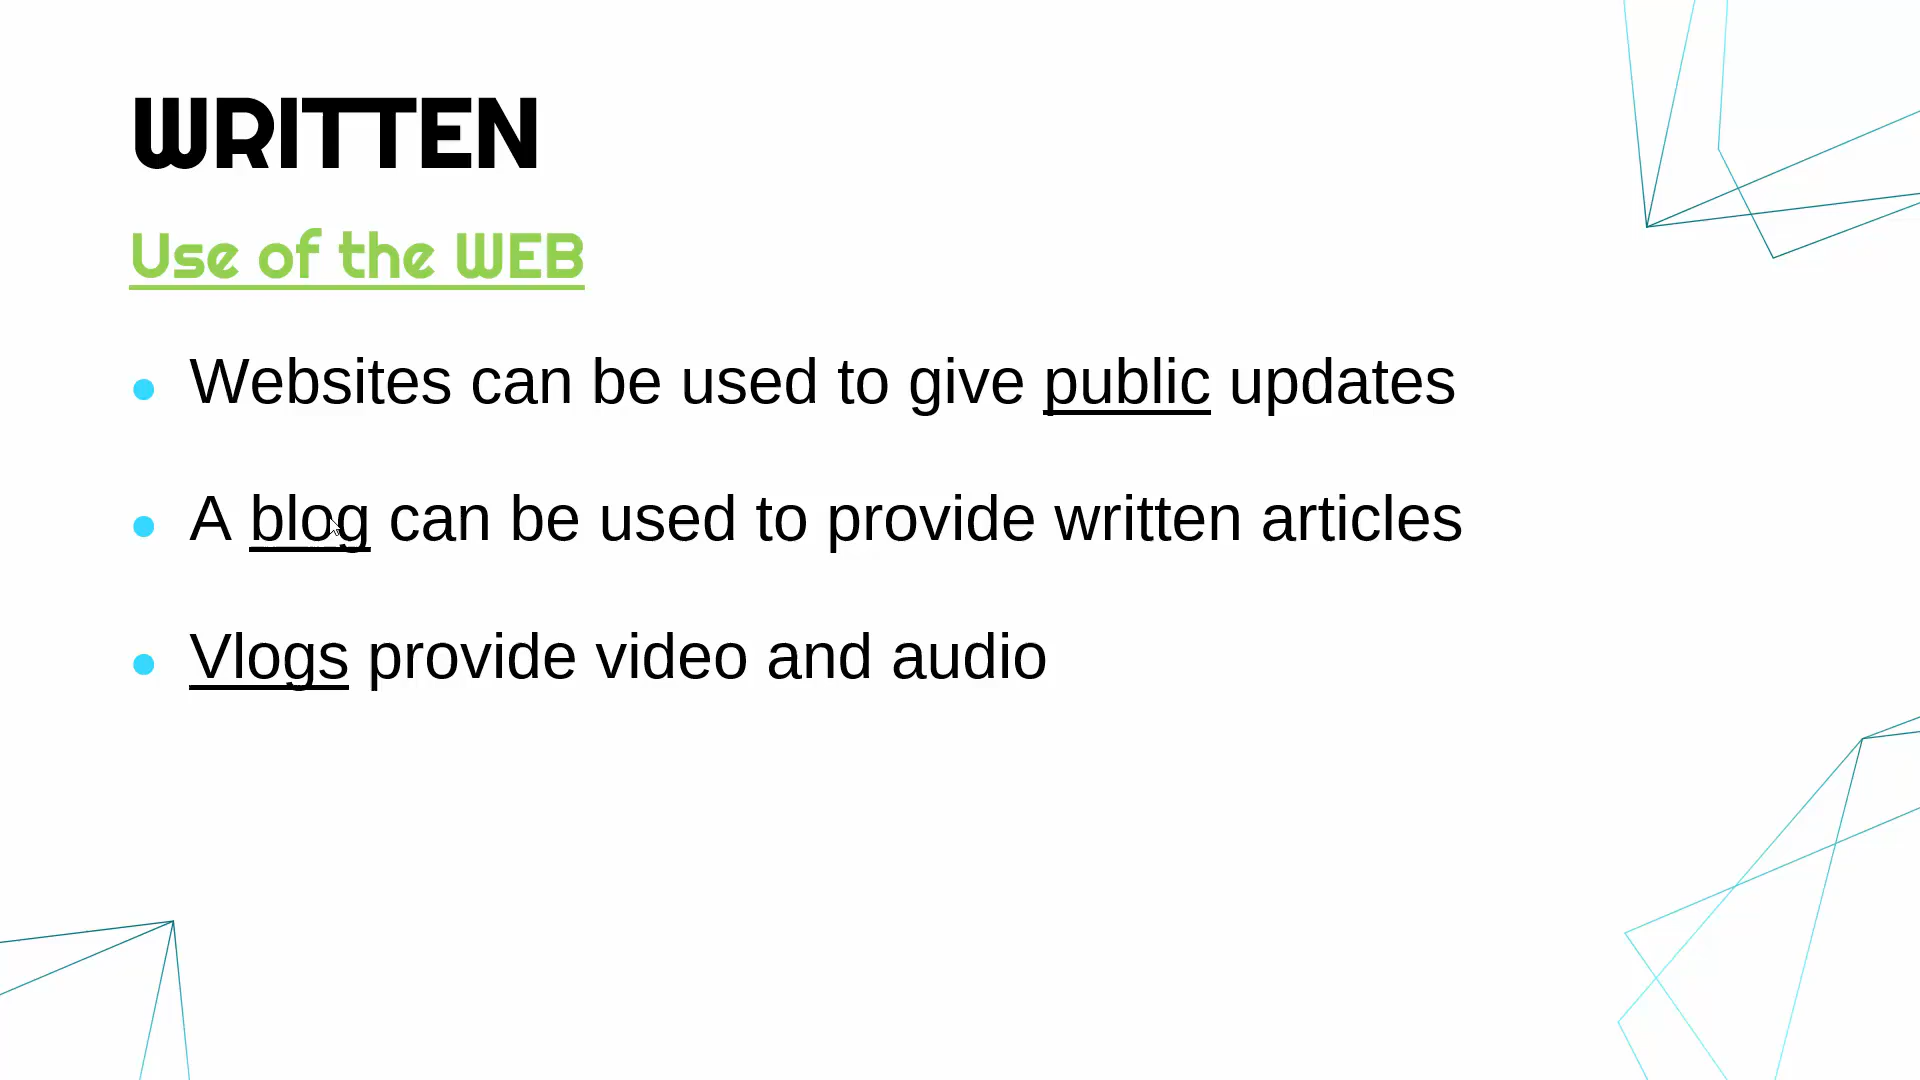 WRITTEN
Use of the WEB
• Websites can be used to give public updates
• A blog can be used to provide written articles
• Vlogs provide video and audio